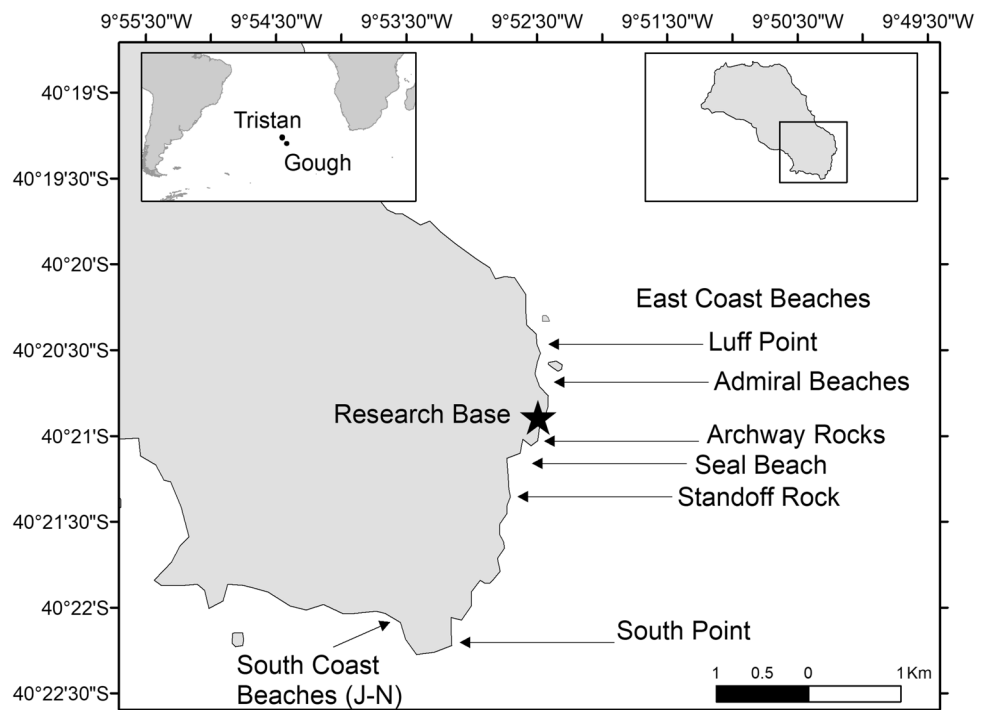 9°55'30"W 9°54'30"W 9°53'30"W 9°52'30"W 9°51'30"W 9°50'30"W 9°49'30"W
40°19'S
Tristan
Gough
40°19'30"S
40°20'S
East Coast Beaches
40°20'30"S
Luff Point
Admiral Beaches
Research Base
40°21'S
Archway Rocks
Seal Beach
Standoff Rock
40°21'30"S
40°22'S
South Point
South Coast
Beaches (J-N)
1 0.5 0 1 Km
40°22'30"S